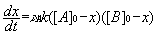 dx/dt = k([A]₀−x)([B]₀−x)